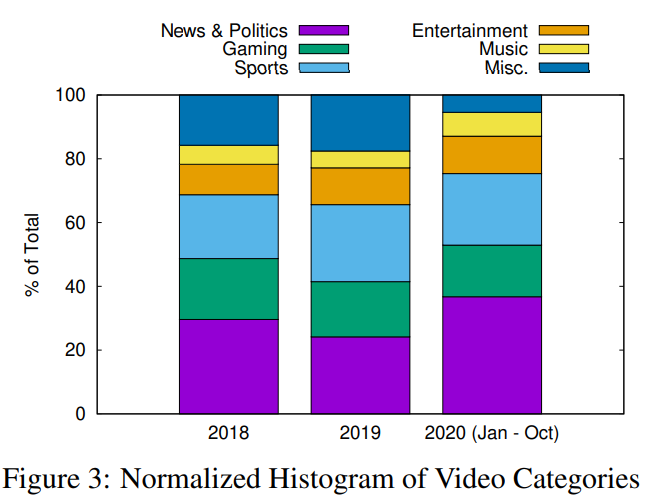 News & Politics
Gaming
Sports
Entertainment
Music
Misc.
100
80
60
40
20
0
% of Total
2018
2019
2020 (Jan - Oct)
Figure 3: Normalized Histogram of Video Categories